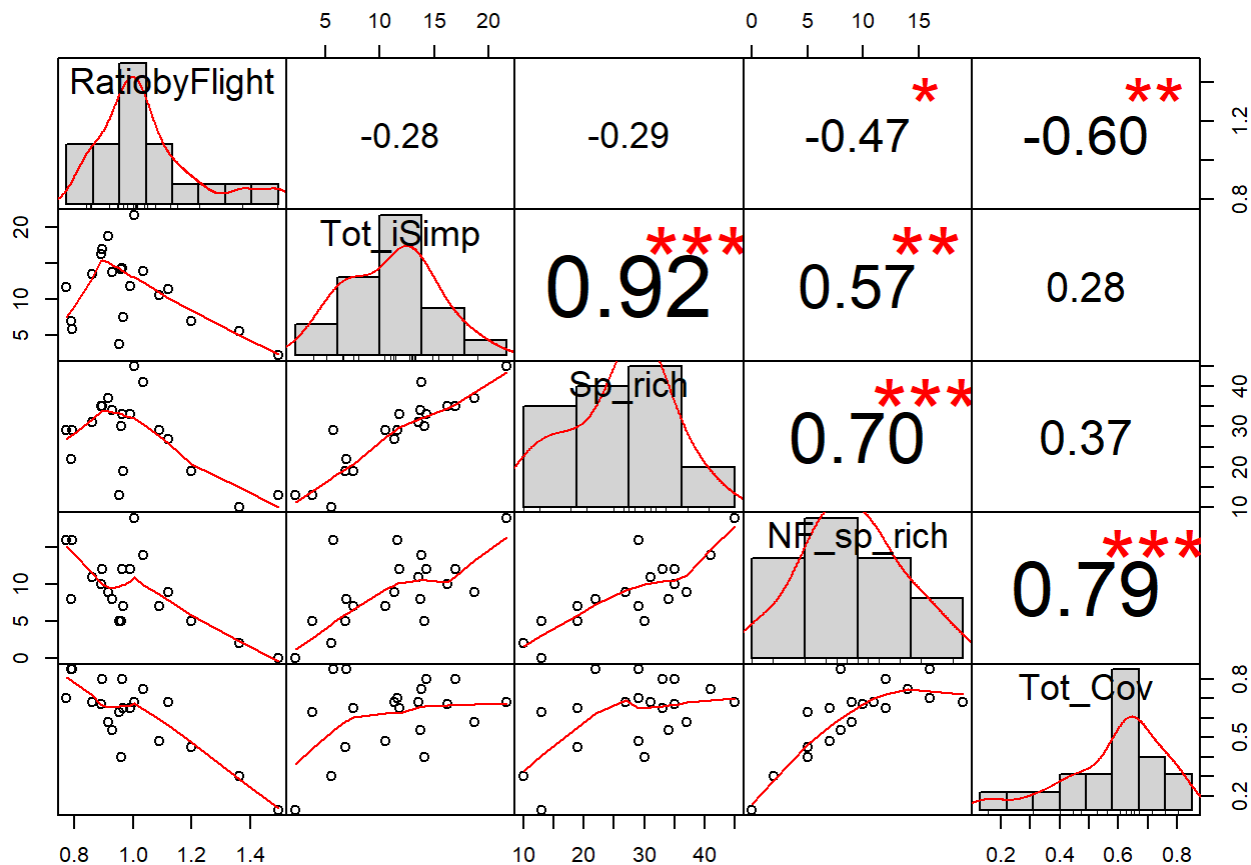 5 10 15 20 0 5 10 15
RatiobyFlight -0.28 -0.29 -0.47 * -0.60 ** 0.8 1.2
5 10 20 Tot_iSimp 0.92 *** 0.57 ** 0.28
Sp_rich 0.70 *** 0.37 10 20 30 40
0 5 10 NF_sp_rich 0.79 ***
Tot_Cov 0.2 0.5 0.8
0.8 1.0 1.2 1.4 10 20 30 40 0.2 0.4 0.6 0.8